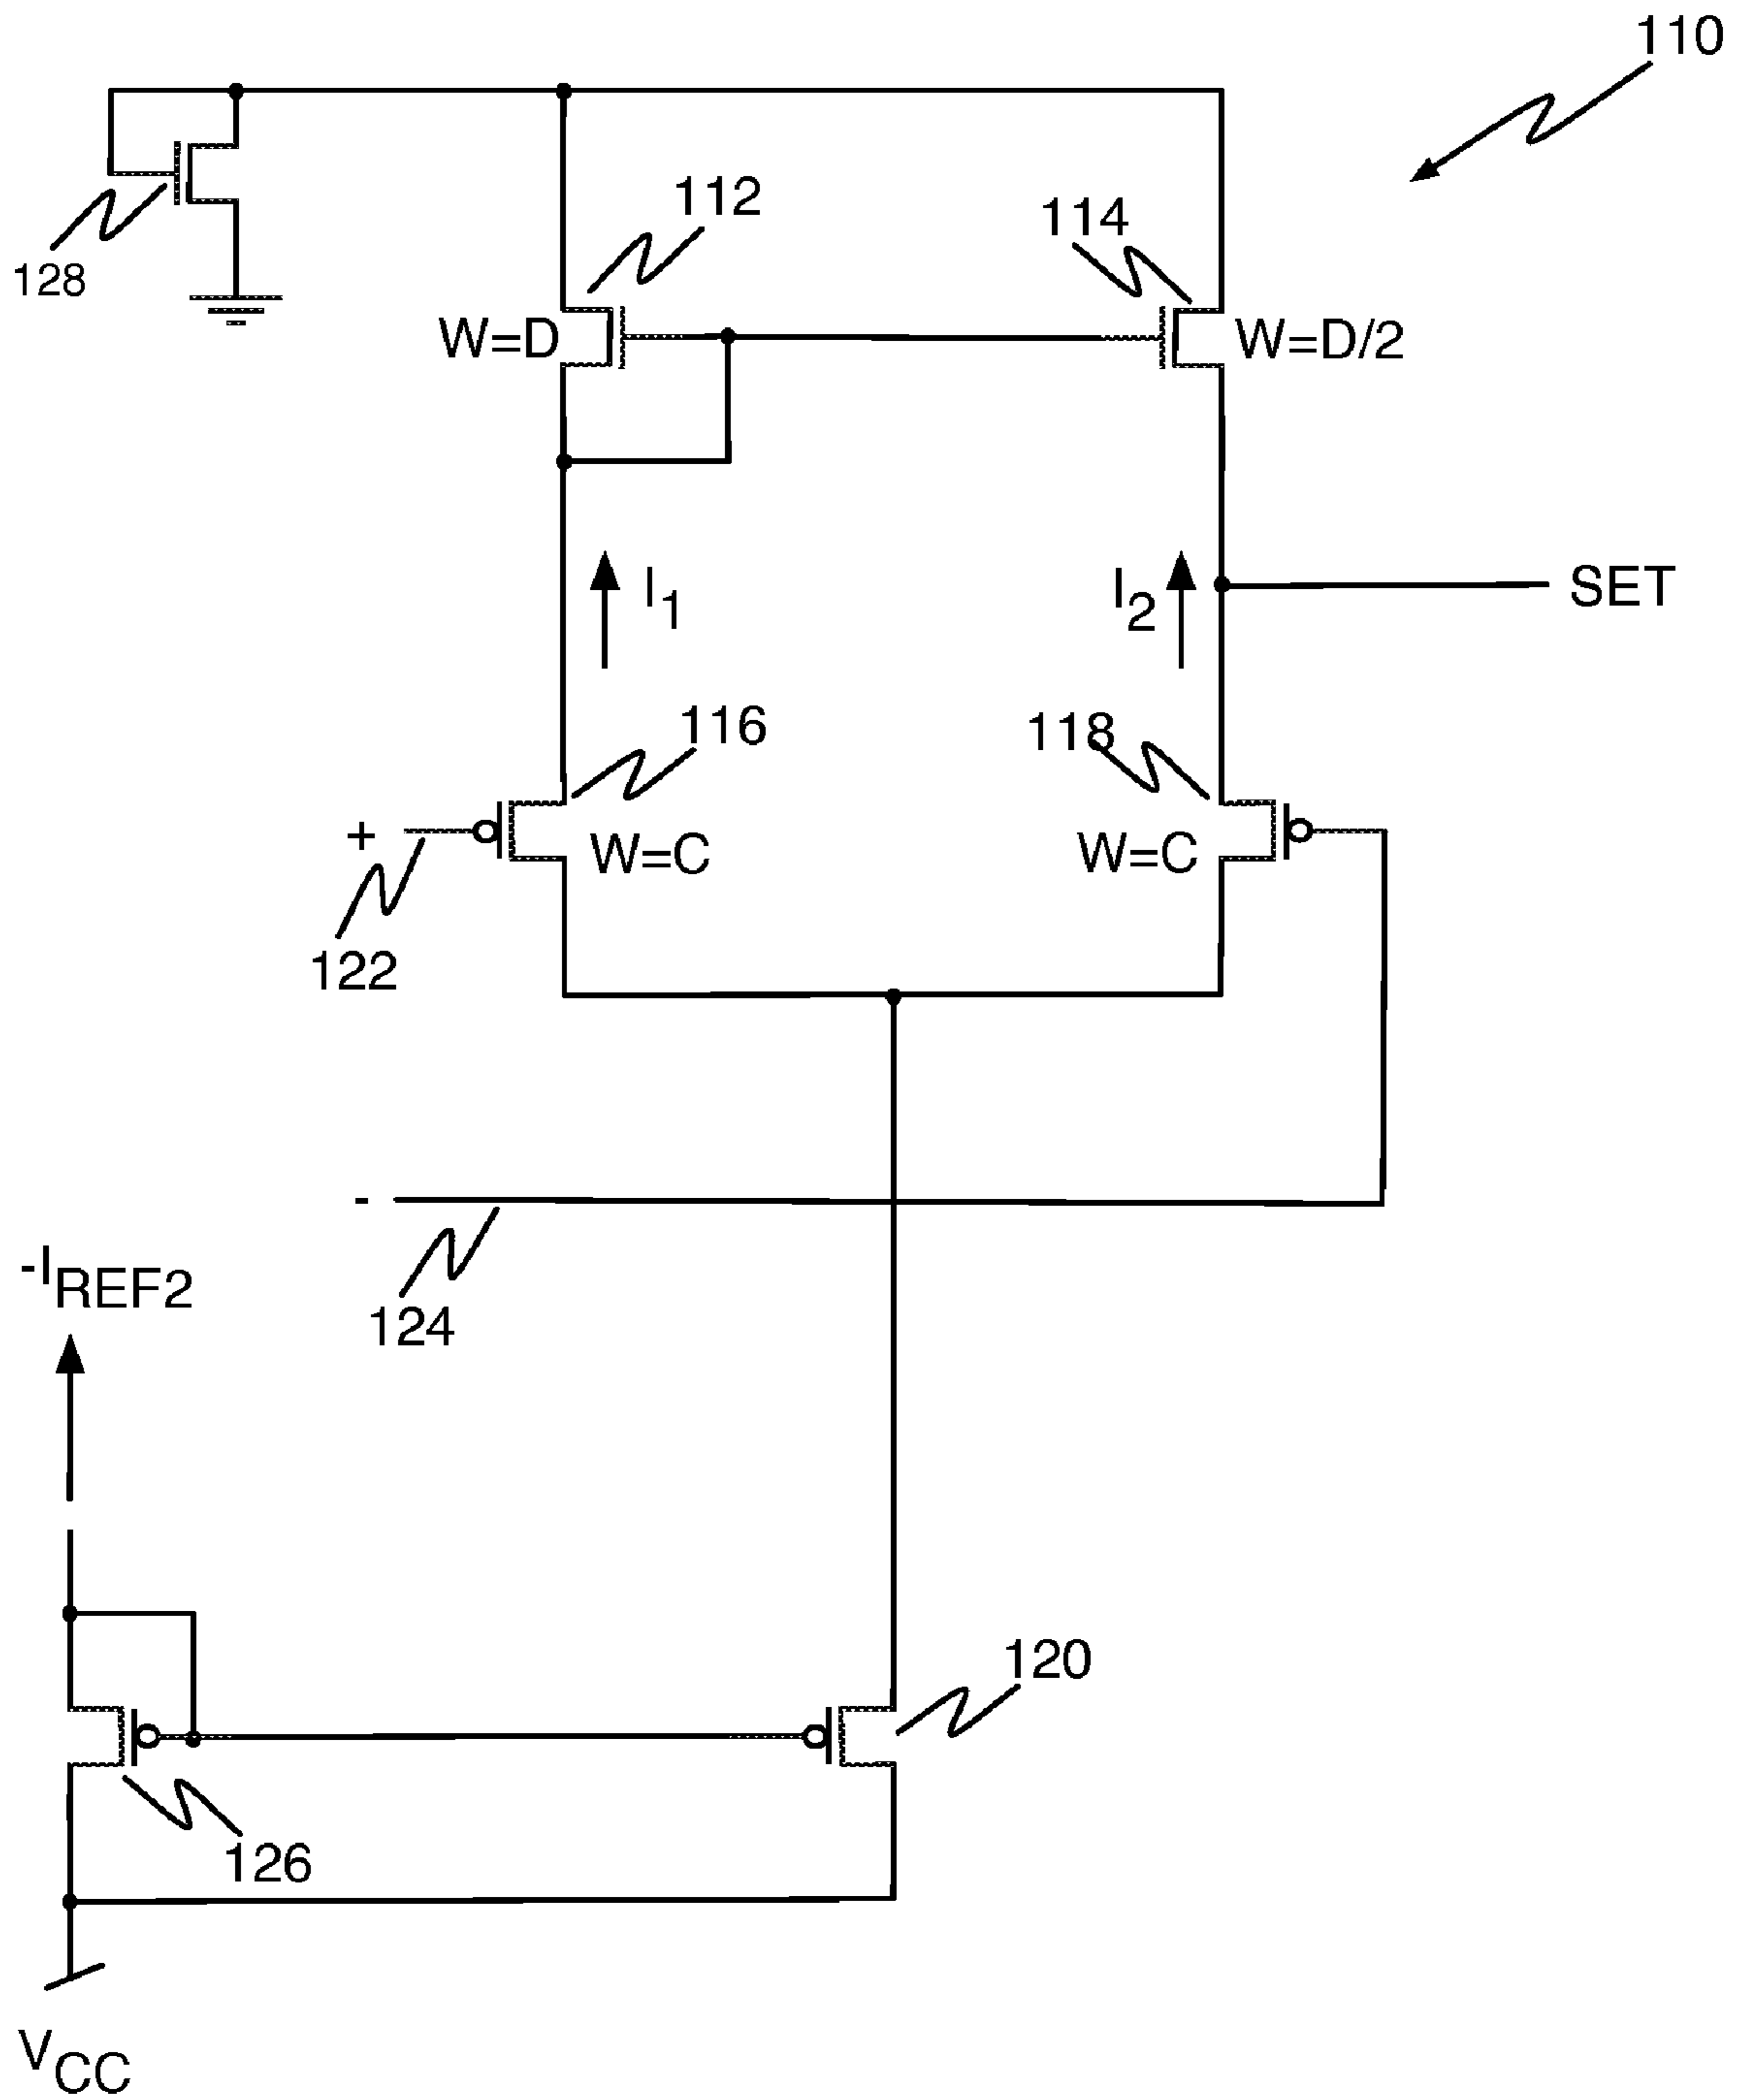 110
112
114
128
W=D
W=D/2
I1
I2
SET
116
118
+
W=C
W=C
122
-
-IREF2
124
120
126
VCC